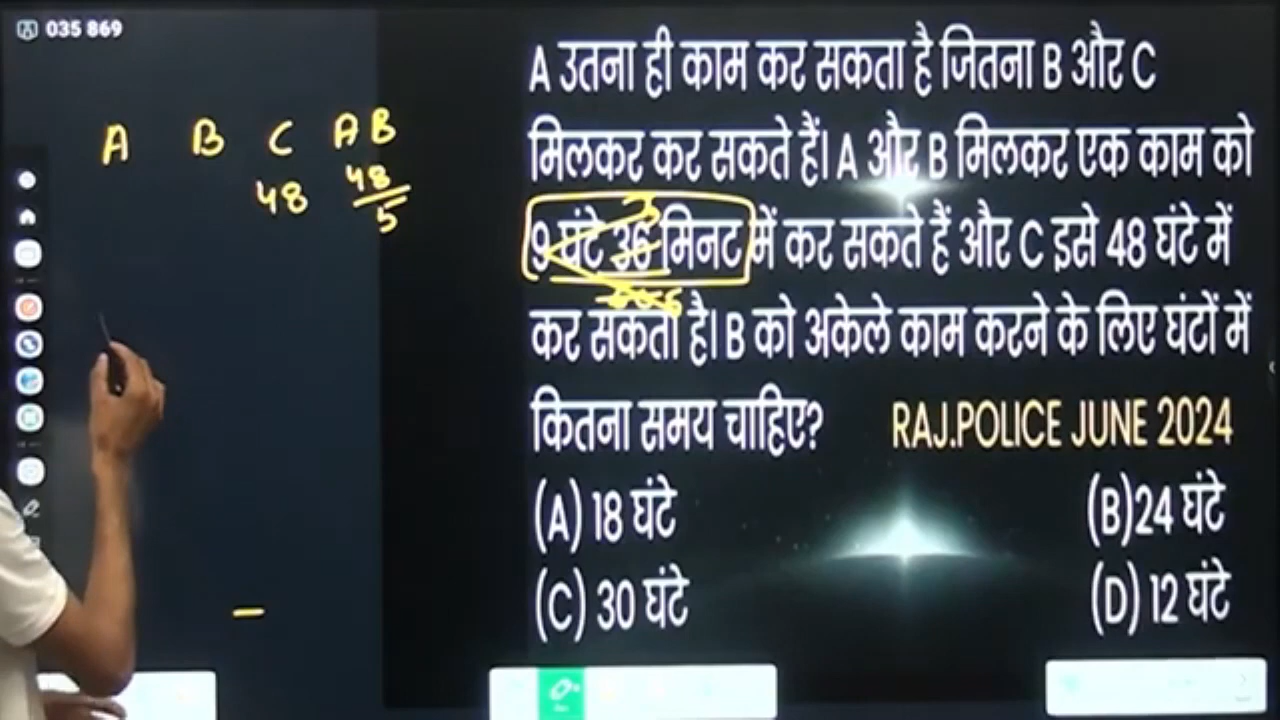 035 869
A B C AB
48 48/5
A उतना ही काम कर सकता है जितना B और C
मिलकर कर सकते हैं। A और B मिलकर एक काम को
9 घंटे 36 मिनट में कर सकते हैं और C इसे 48 घंटे में
कर सकता है। B को अकेले काम करने के लिए घंटों में
कितना समय चाहिए? RAJ.POLICE JUNE 2024
(A) 18 घंटे (B)24 घंटे
(C) 30 घंटे (D) 12 घंटे